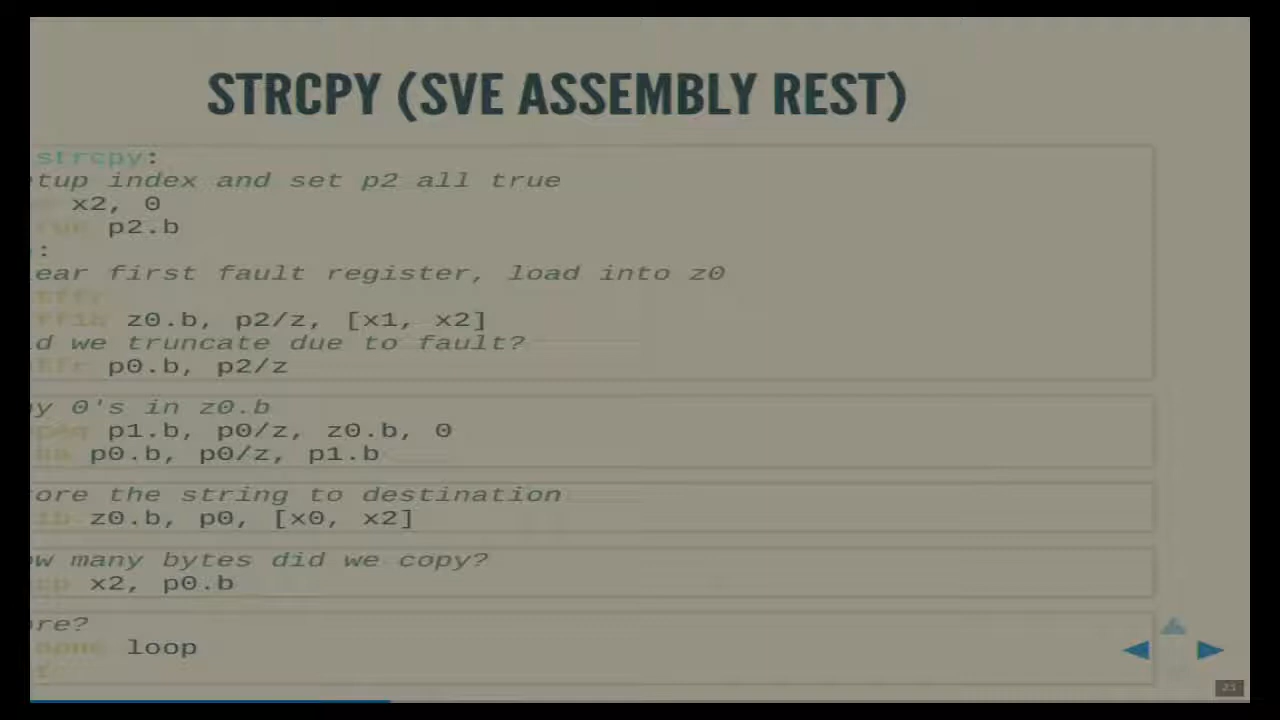 STRCPY (SVE ASSEMBLY REST)
strcpy:
etup index and set p2 all true
x2, 0
p2.b
:
ear first fault register, load into z0
z0.b, p2/z, [x1, x2]
d we truncate due to fault?
p0.b, p2/z
y 0's in z0.b
p1.b, p0/z, z0.b, 0
p0.b, p0/z, p1.b
ore the string to destination
z0.b, p0, [x0, x2]
ow many bytes did we copy?
x2, p0.b
ore?
loop
21